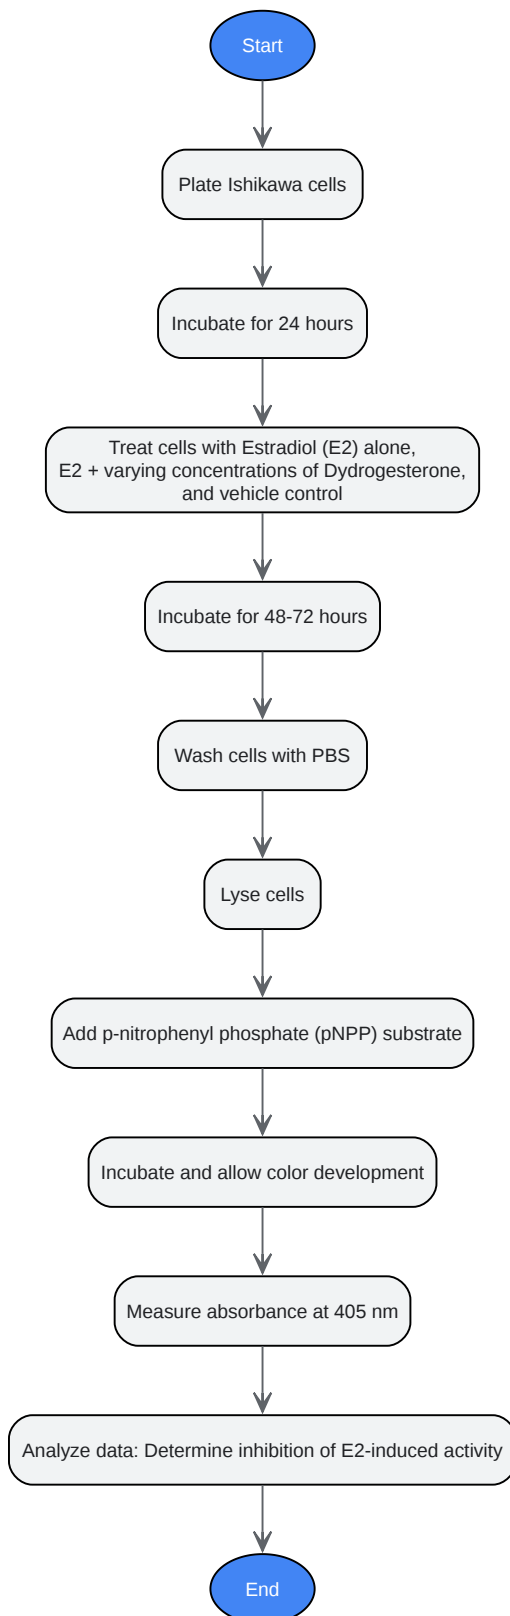 Start
Plate Ishikawa cells
Incubate for 24 hours
Treat cells with Estradiol (E2) alone,
E2 + varying concentrations of Dydrogesterone,
and vehicle control
Incubate for 48-72 hours
Wash cells with PBS
Lyse cells
Add p-nitrophenyl phosphate (pNPP) substrate
Incubate and allow color development
Measure absorbance at 405 nm
Analyze data: Determine inhibition of E2-induced activity
End